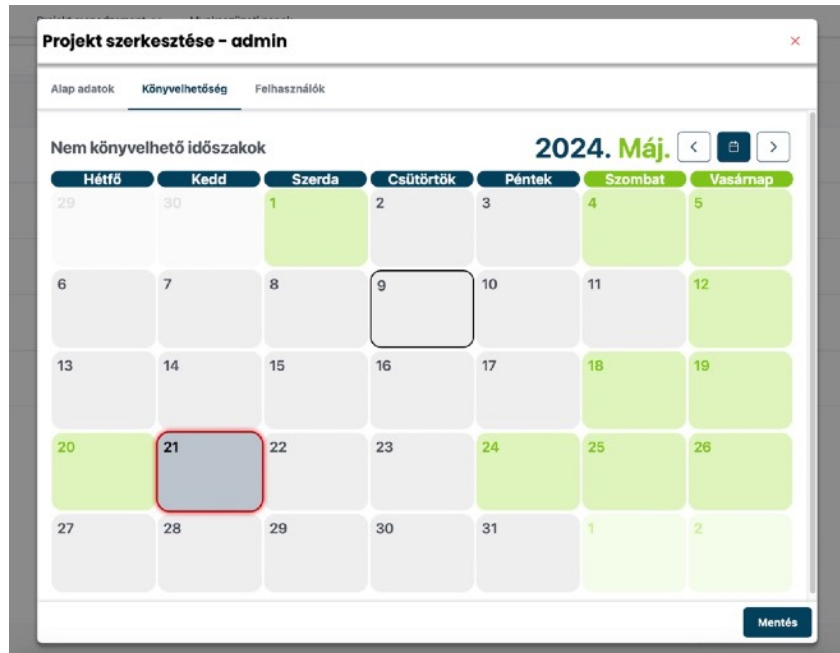 Projekt szerkesztése – admin ×
Alap adatok Könyvelhetőség Felhasználók
Nem könyvelhető időszakok 2024. Máj.
Hétfő Kedd Szerda Csütörtök Péntek Szombat Vasárnap
29 30 1 2 3 4 5
6 7 8 9 10 11 12
13 14 15 16 17 18 19
20 21 22 23 24 25 26
27 28 29 30 31 1 2
Mentés